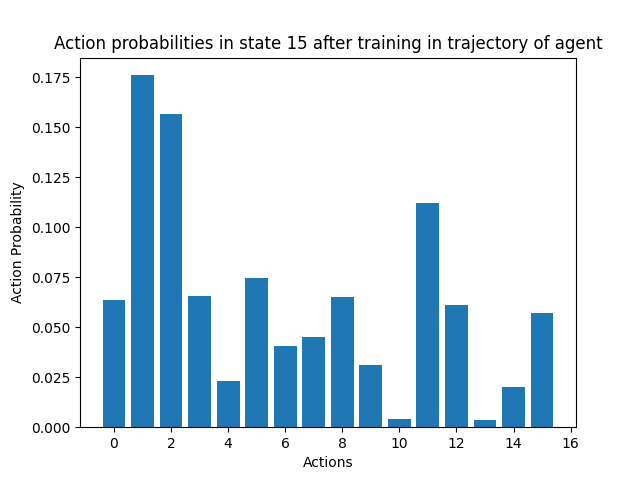 Action probabilities in state 15 after training in trajectory of agent
0.175
0.150
0.125
0.100
0.075
0.050
0.025
0.000
Action Probability
0 2 4 6 8 10 12 14 16
Actions